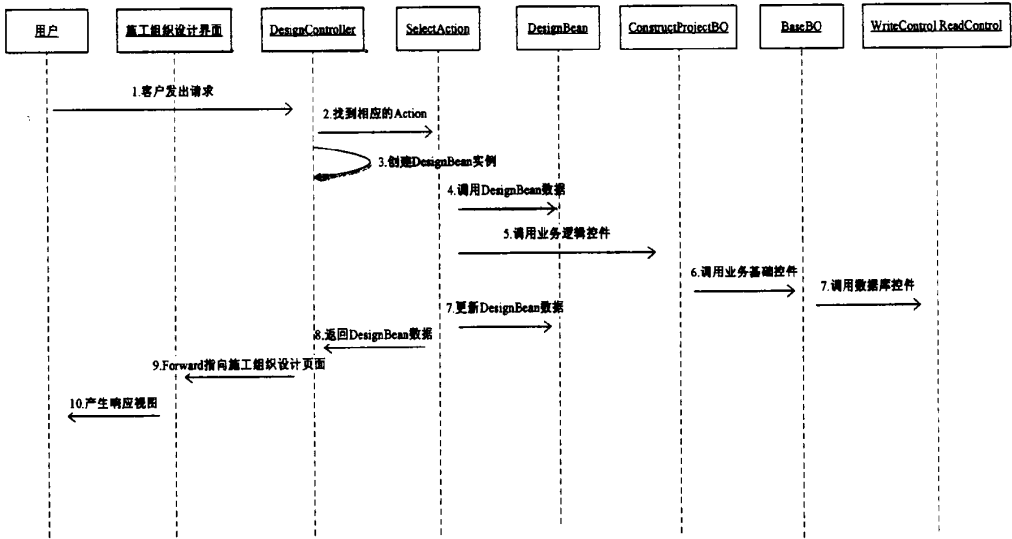 用户
施工组织设计界面
DesignController
SelectAction
DesignBean
ConstructProjectBO
BaseBO
WriteControl ReadControl
1.客户发出请求
2.找到相应的Action
3.创建DesignBean实例
4.调用DesignBean数据
5.调用业务逻辑控件
6.调用业务基础控件
7.调用数据库控件
7.更新DesignBean数据
8.返回DesignBean数据
9.Forward指向施工组织设计页面
10.产生响应视图